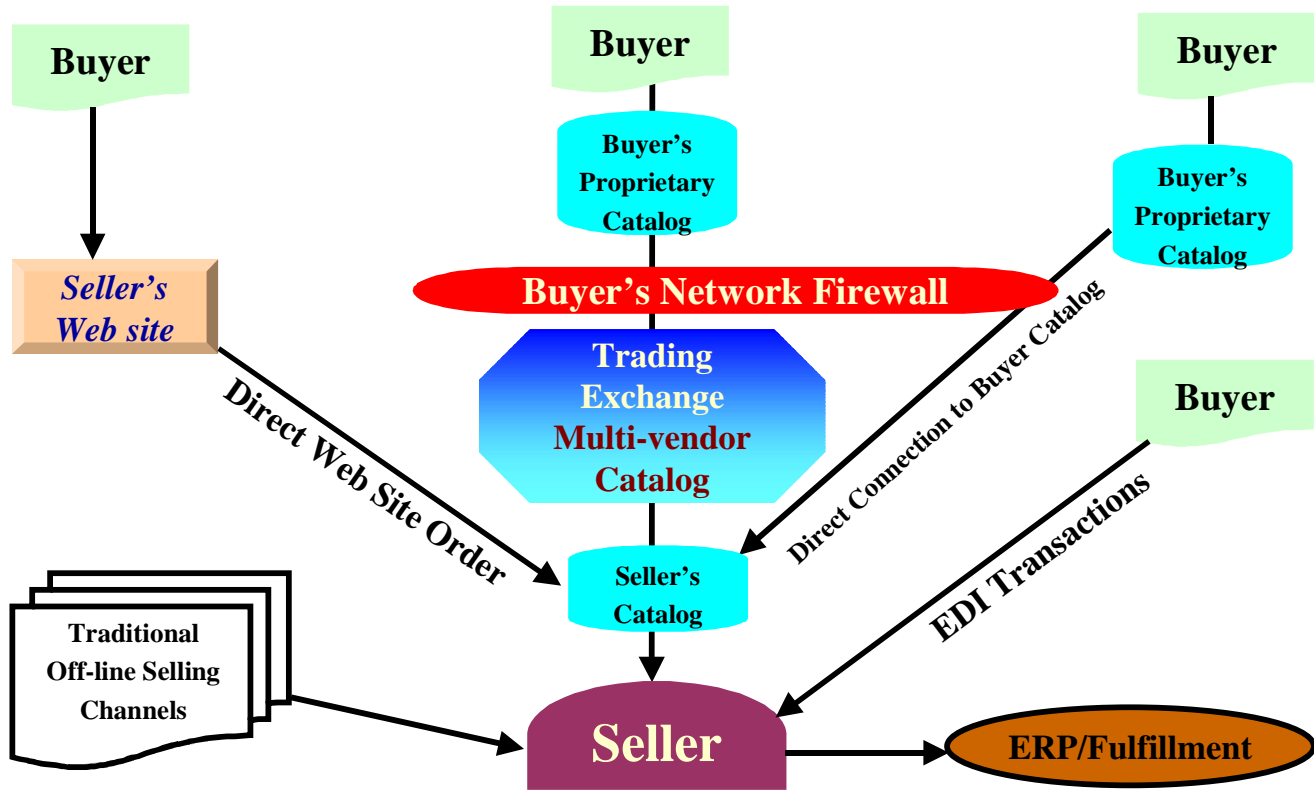 Buyer
Buyer
Buyer
Buyer's
Proprietary
Catalog
Buyer's
Proprietary
Catalog
Seller's
Web site
Buyer's Network Firewall
Trading
Exchange
Multi-vendor
Catalog
Direct Web Site Order
Direct Connection to Buyer Catalog
Buyer
EDI Transactions
Seller's
Catalog
Traditional
Off-line Selling
Channels
Seller
ERP/Fulfillment